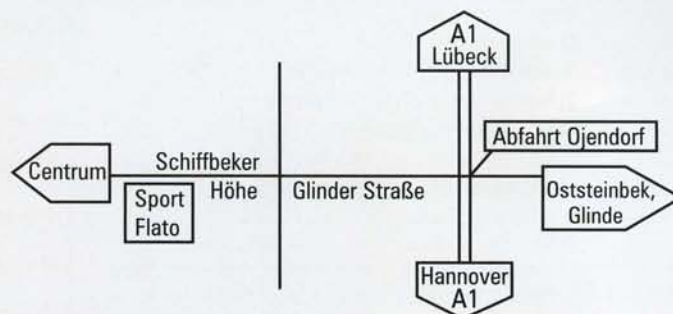 A1
Lübeck
Abfahrt Ojendorf
Centrum
Schiffbeker
Höhe
Glinder Straße
Sport
Flato
Oststeinbek,
Glinde
Hannover
A1